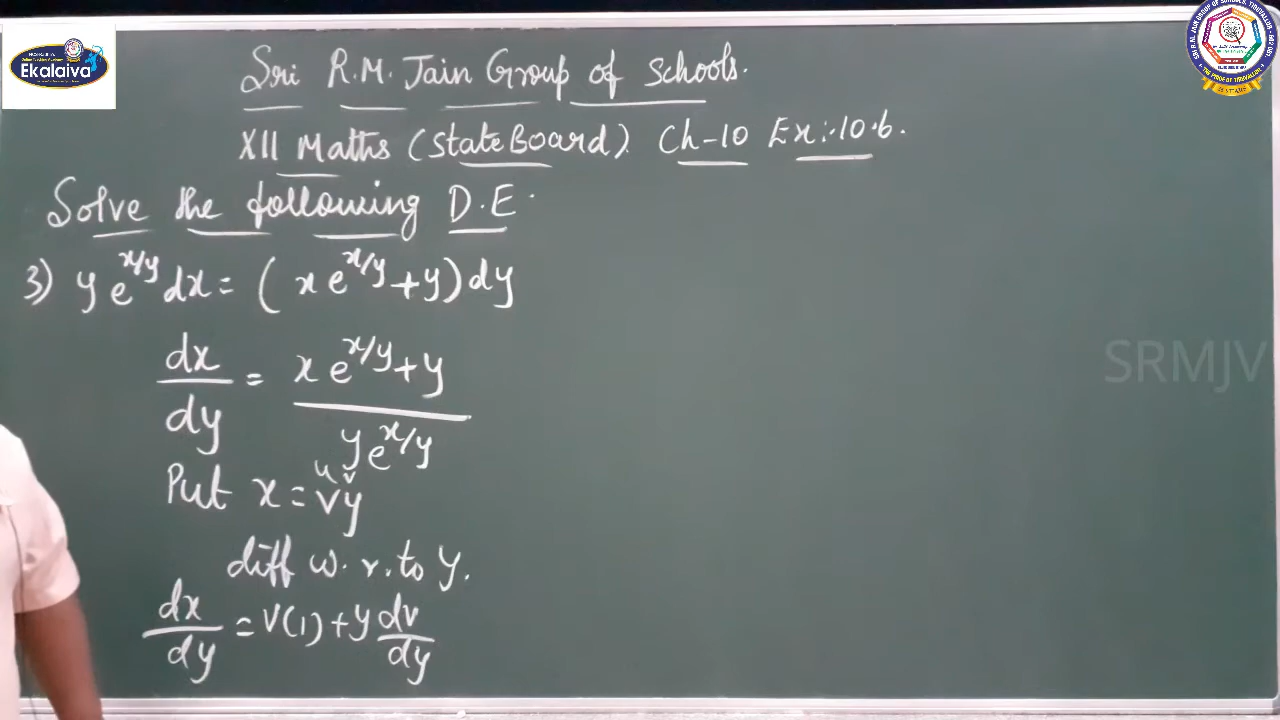 Ekalaiva
Sri R.M. Jain Group of Schools.
XII Maths (State Board) Ch-10 Ex:-10.6.
Solve the following D.E.
3) y e^{x/y} dx = ( x e^{x/y} + y) dy
dx/dy = x e^{x/y} + y / y e^{x/y}
u v
Put x = vy
diff w.r.to y.
dx/dy = v(1) + y dv/dy
SRMJV